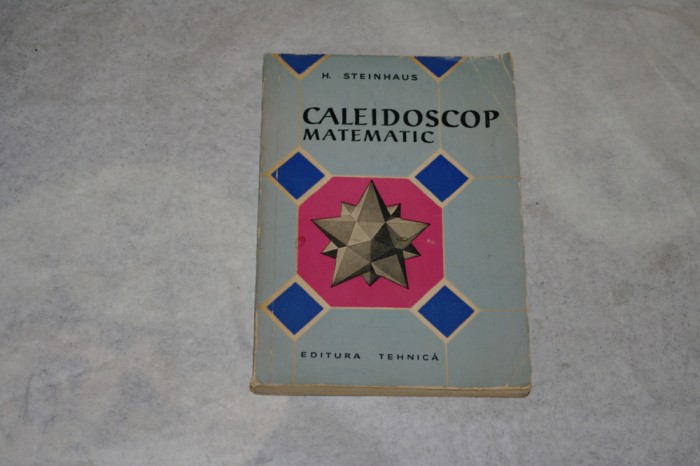 H. STEINHAUS
CALEIDOSCOP
MATEMATIC
EDITURA TEHNICĂ